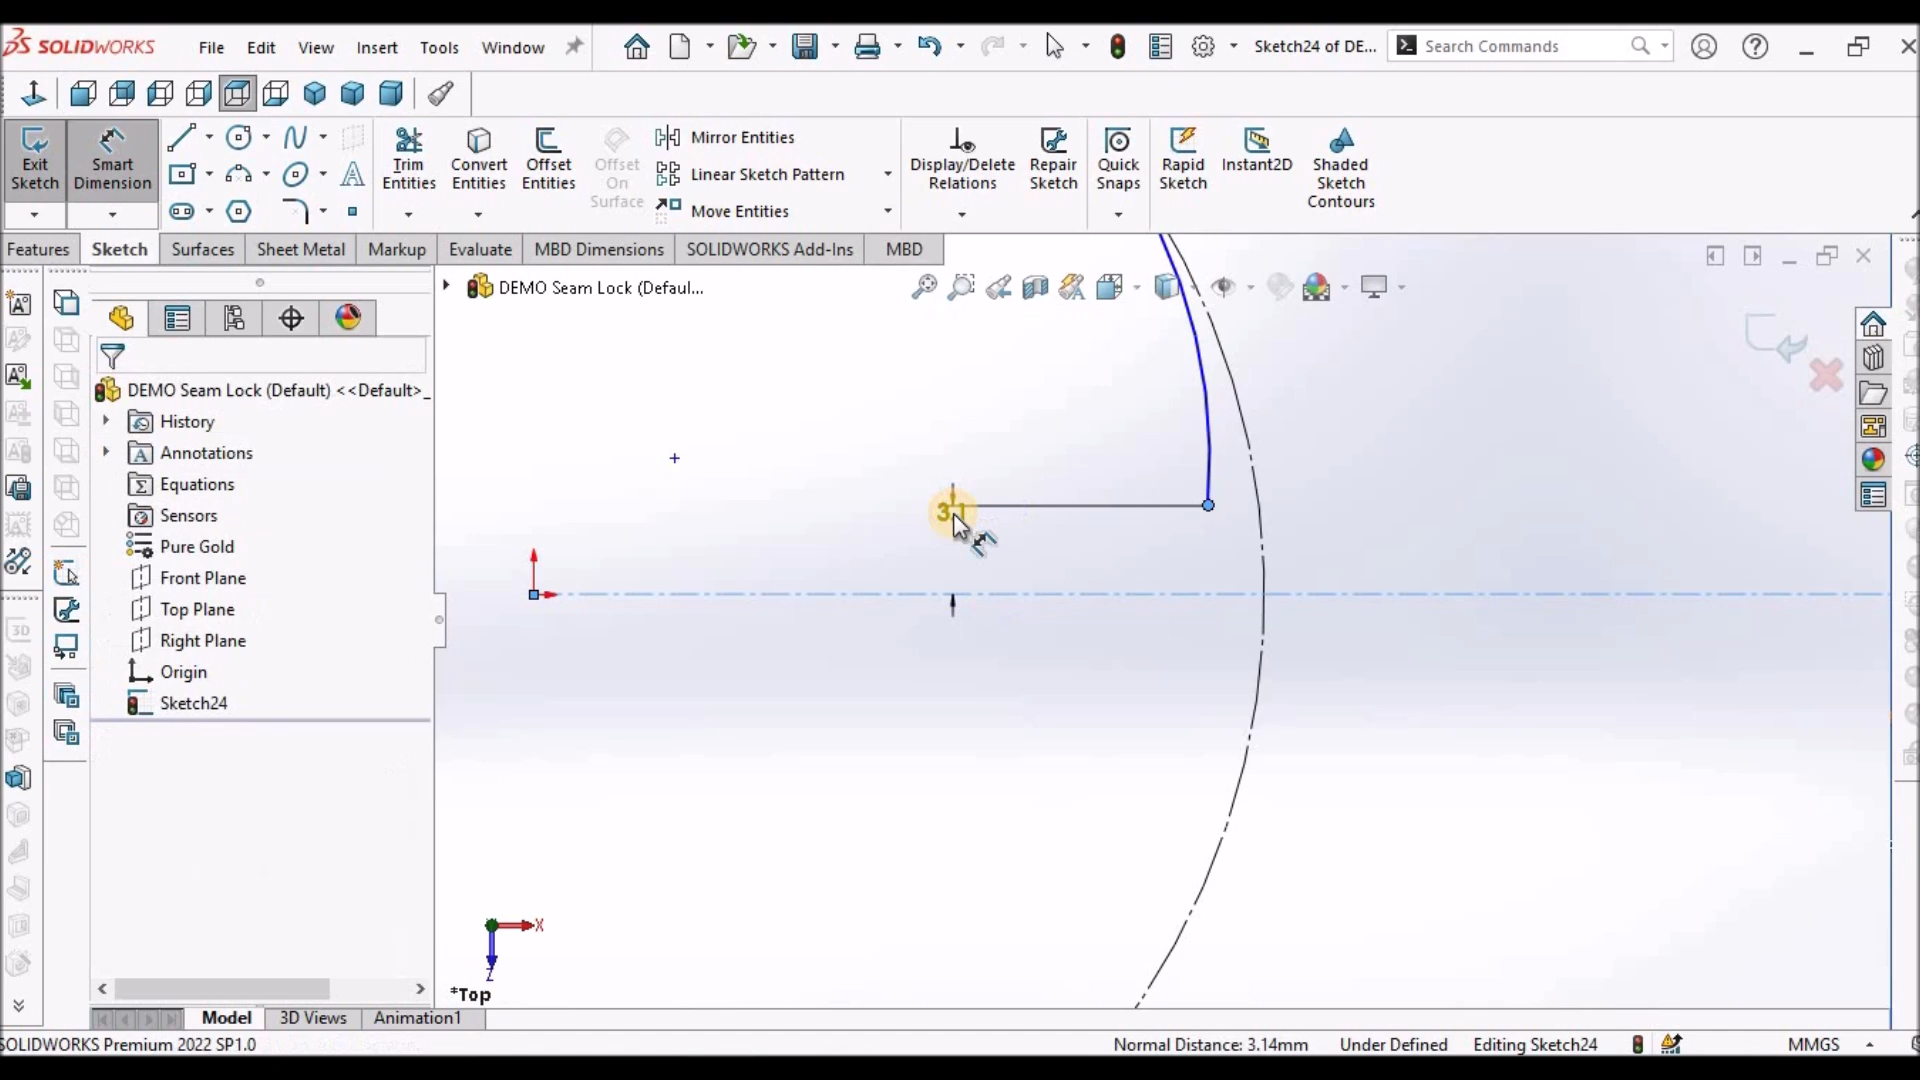 SOLIDWORKS File Edit View Insert Tools Window Sketch24 of DE... Search Commands
Exit Sketch
Smart Dimension
Trim Entities
Convert Entities
Offset Entities
Offset On Surface
Mirror Entities
Linear Sketch Pattern
Move Entities
Display/Delete Relations
Repair Sketch
Quick Snaps
Rapid Sketch
Instant2D
Shaded Sketch Contours
Features Sketch Surfaces Sheet Metal Markup Evaluate MBD Dimensions SOLIDWORKS Add-Ins MBD
DEMO Seam Lock (Defaul...
DEMO Seam Lock (Default) <<Default>_
History
Annotations
Equations
Sensors
Pure Gold
Front Plane
Top Plane
Right Plane
Origin
Sketch24
3D
X
Z
*Top
Model 3D Views Animation1
SOLIDWORKS Premium 2022 SP1.0 Normal Distance: 3.14mm Under Defined Editing Sketch24 MMGS